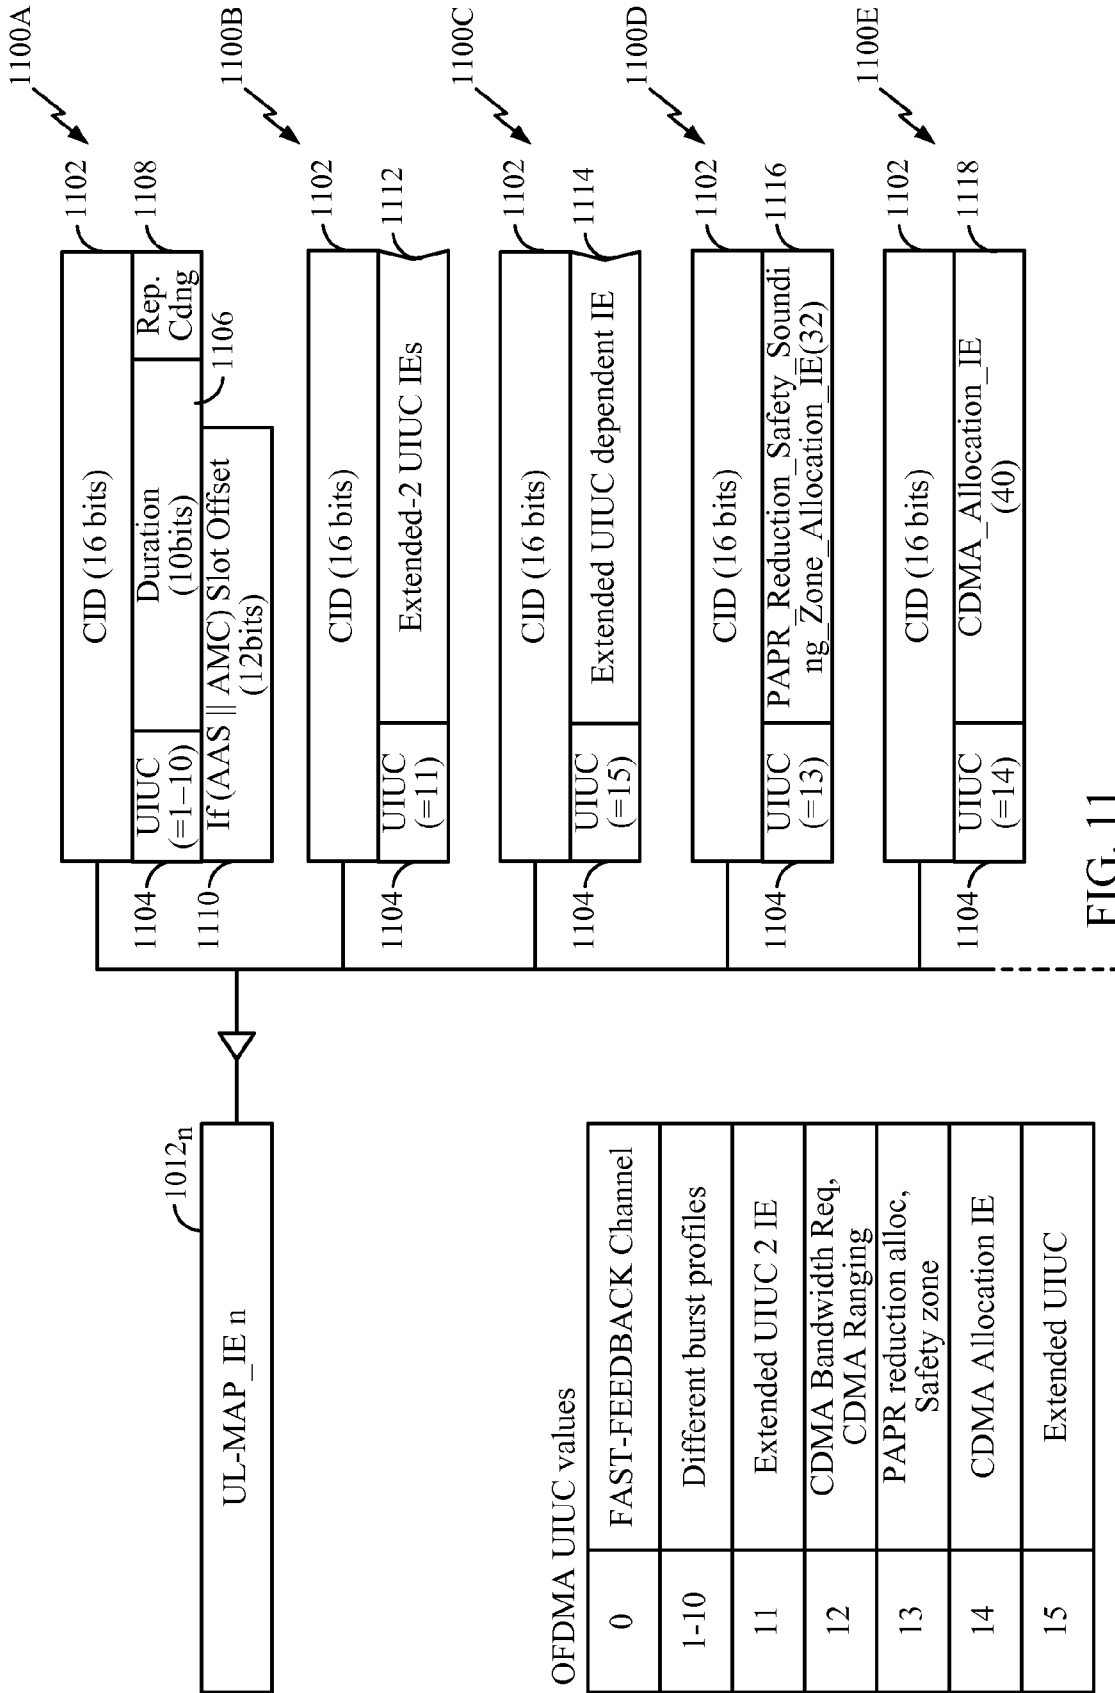 UL-MAP_IE n
1012n
OFDMA UIUC values
0
FAST-FEEDBACK Channel
1-10
Different burst profiles
11
Extended UIUC 2 IE
12
CDMA Bandwidth Req,
CDMA Ranging
13
PAPR reduction alloc,
Safety zone
14
CDMA Allocation IE
15
Extended UIUC
1100A
CID (16 bits)
1102
1104
UIUC
(=1–10)
Duration
(10bits)
Rep.
Cdng
1108
1106
1110
If (AAS || AMC) Slot Offset
(12bits)
1100B
CID (16 bits)
1102
1104
UIUC
(=11)
Extended-2 UIUC IEs
1112
1100C
CID (16 bits)
1102
1104
UIUC
(=15)
Extended UIUC dependent IE
1114
1100D
CID (16 bits)
1102
1104
UIUC
(=13)
PAPR_Reduction_Safety_Soundi
ng_Zone_Allocation_IE(32)
1116
1100E
CID (16 bits)
1102
1104
UIUC
(=14)
CDMA_Allocation_IE
(40)
1118
FIG. 11